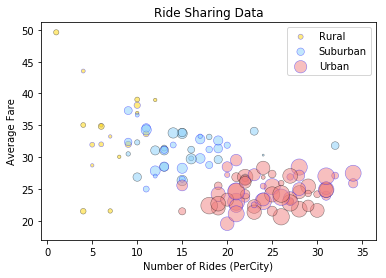 Ride Sharing Data
Rural
Suburban
Urban
Average Fare
50
45
40
35
30
25
20
0 5 10 15 20 25 30 35
Number of Rides (PerCity)